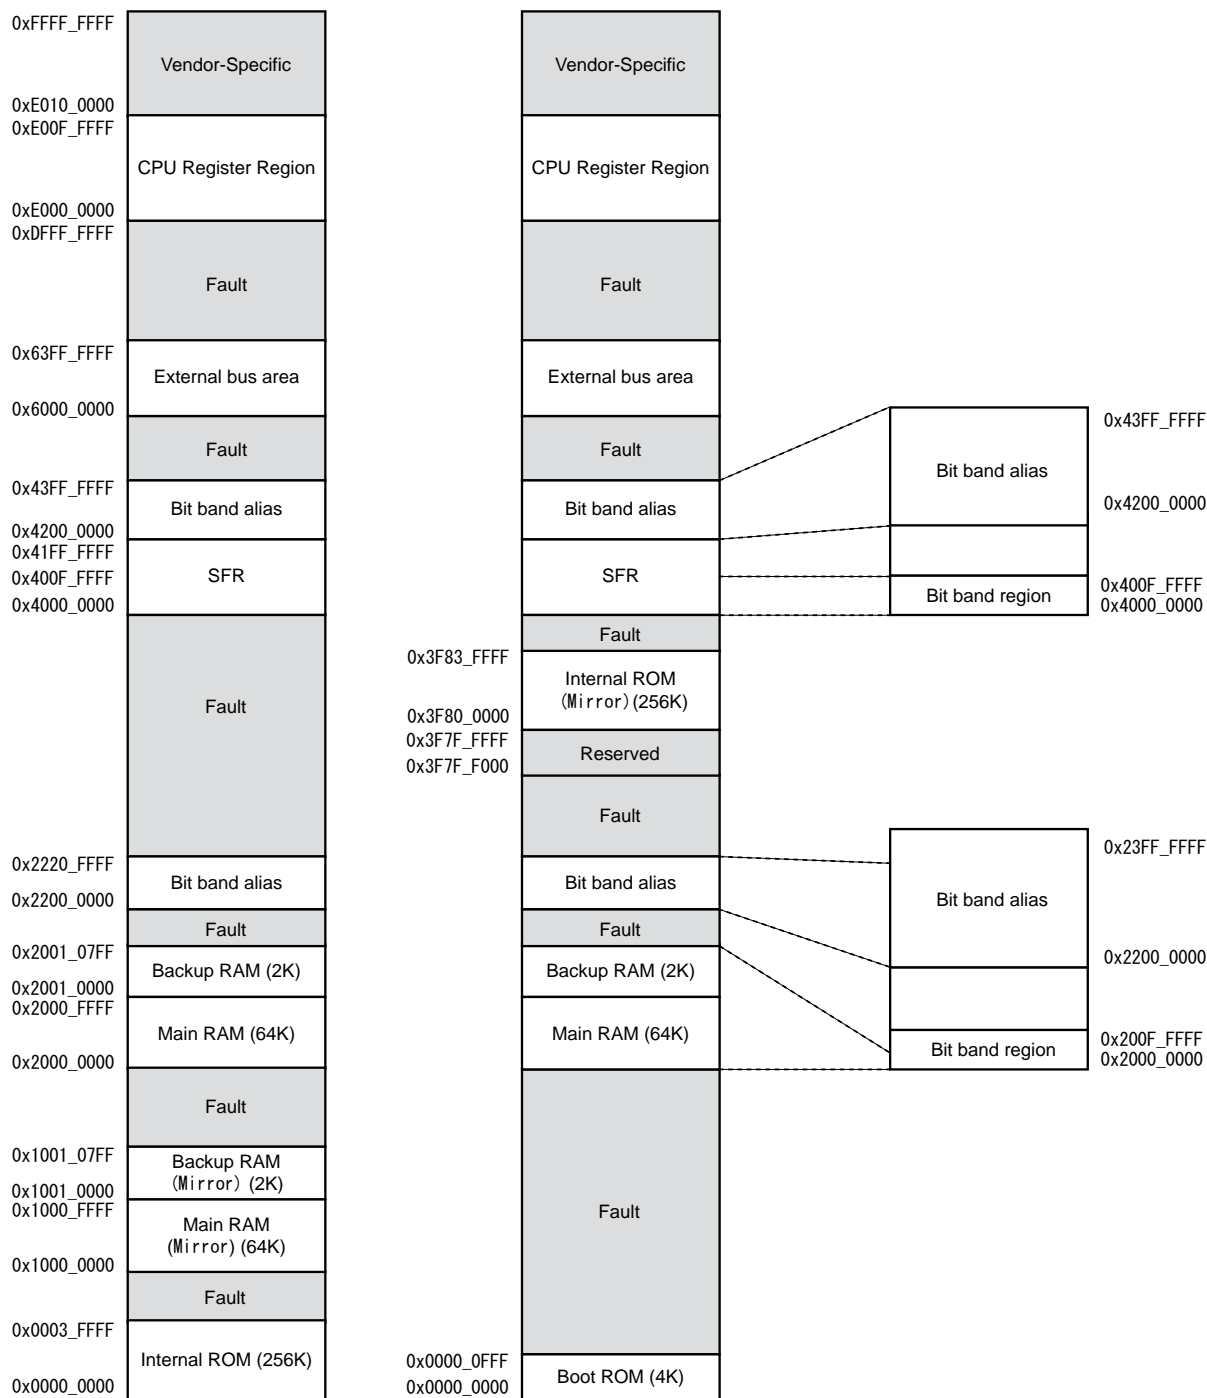 0xFFFF_FFFF
Vendor-Specific
0xE010_0000
0xE00F_FFFF
CPU Register Region
0xE000_0000
0xDFFF_FFFF
Fault
0x63FF_FFFF
External bus area
0x6000_0000
Fault
0x43FF_FFFF
Bit band alias
0x4200_0000
0x41FF_FFFF
SFR
0x400F_FFFF
0x4000_0000
Fault
0x2220_FFFF
Bit band alias
0x2200_0000
Fault
0x2001_07FF
Backup RAM (2K)
0x2001_0000
0x2000_FFFF
Main RAM (64K)
0x2000_0000
Fault
0x1001_07FF
Backup RAM
(Mirror) (2K)
0x1001_0000
0x1000_FFFF
Main RAM
(Mirror) (64K)
0x1000_0000
Fault
0x0003_FFFF
Internal ROM (256K)
0x0000_0000
Vendor-Specific
CPU Register Region
Fault
External bus area
Fault
Bit band alias
SFR
Fault
0x3F83_FFFF
Internal ROM
(Mirror) (256K)
0x3F80_0000
0x3F7F_FFFF
Reserved
0x3F7F_F000
Fault
Bit band alias
Fault
Backup RAM (2K)
Main RAM (64K)
Fault
0x0000_0FFF
Boot ROM (4K)
0x0000_0000
0x43FF_FFFF
Bit band alias
0x4200_0000
0x400F_FFFF
Bit band region
0x4000_0000
0x23FF_FFFF
Bit band alias
0x2200_0000
0x200F_FFFF
Bit band region
0x2000_0000